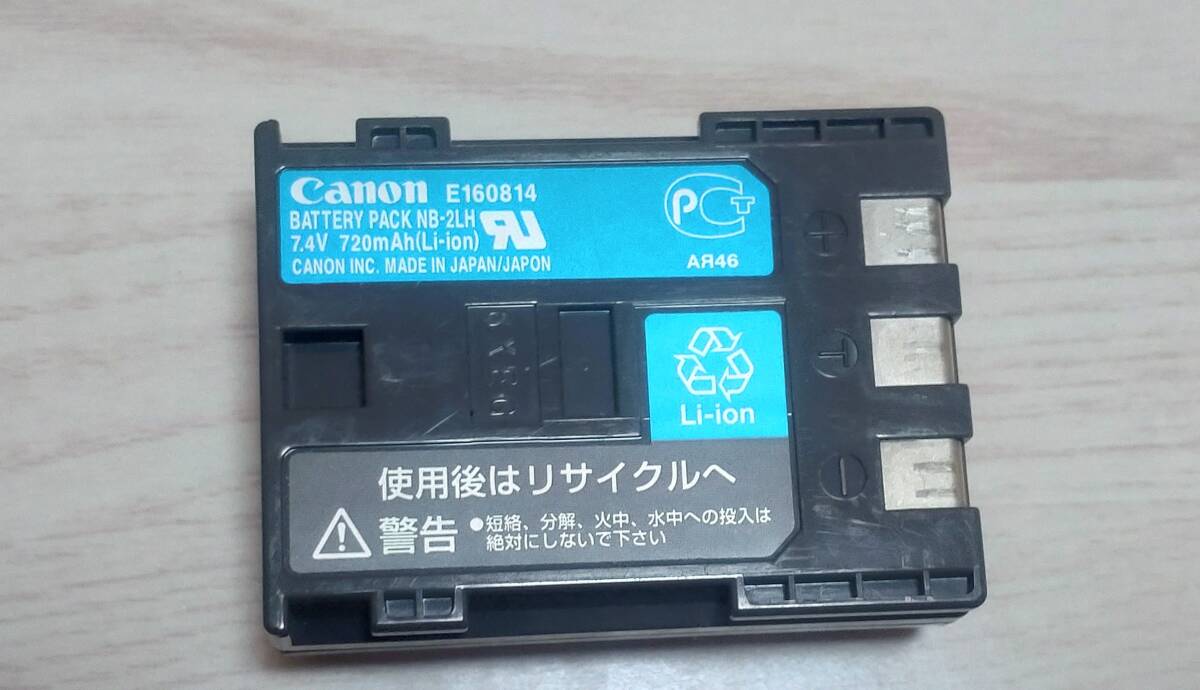 Canon E160814
BATTERY PACK NB-2LH
7.4V 720mAh(Li-ion)
CANON INC. MADE IN JAPAN/JAPON
РСТ
АЯ46
+
T
−
Li-ion
使用後はリサイクルへ
警告
●短絡、分解、火中、水中への投入は
絶対にしないで下さい